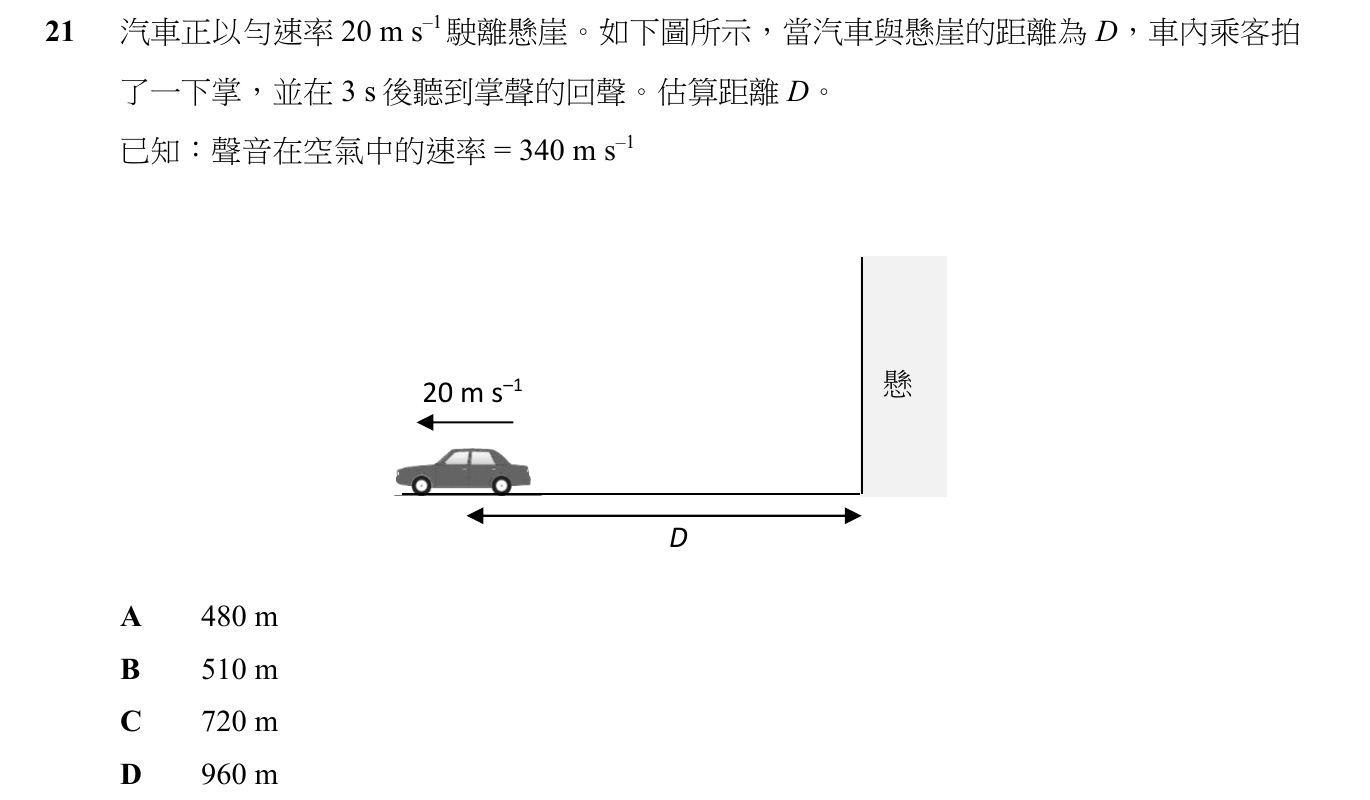 21 汽車正以勻速率 20 m s⁻¹ 駛離懸崖。如下圖所示，當汽車與懸崖的距離為 D，車內乘客拍
了一下掌，並在 3 s 後聽到掌聲的回聲。估算距離 D。
已知：聲音在空氣中的速率 = 340 m s⁻¹
懸
20 m s⁻¹
D
A 480 m
B 510 m
C 720 m
D 960 m